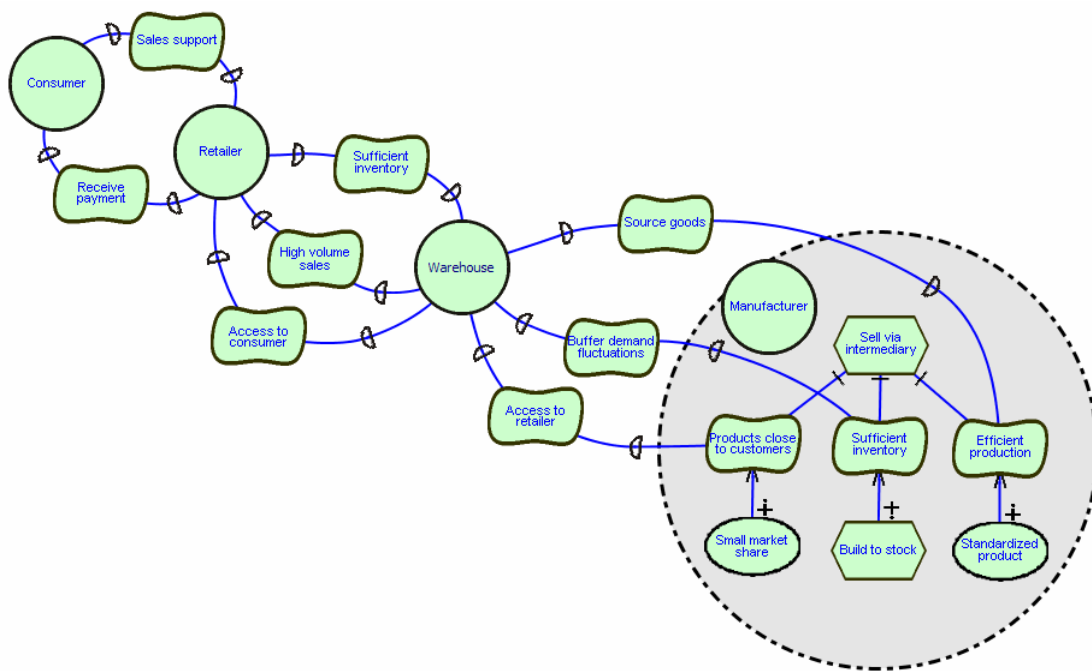 Sales support
Consumer
Retailer
Sufficient
inventory
Receive
payment
Source goods
High volume
sales
Warehouse
Manufacturer
Access to
consumer
Buffer demand
fluctuations
Sell via
intermediary
Access to
retailer
Products close
to customers
Sufficient
inventory
Efficient
production
Small market
share
Build to stock
Standardized
product